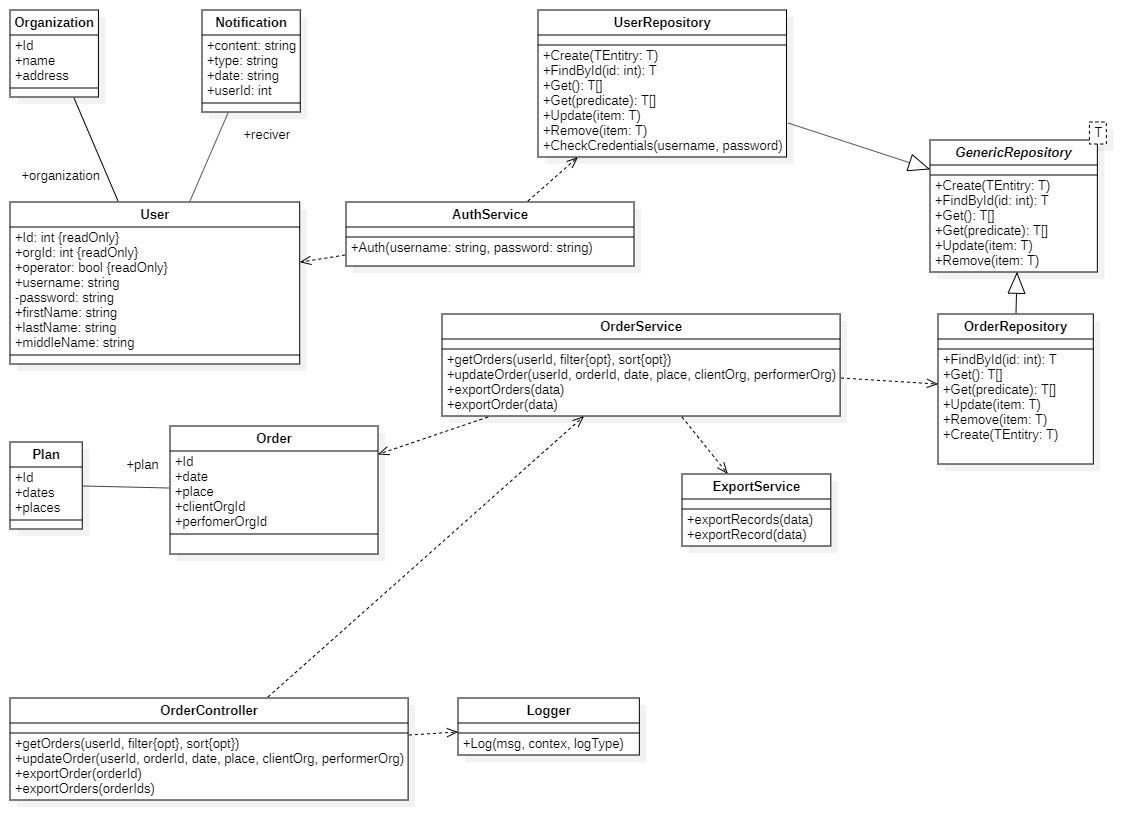 Organization
+Id
+name
+address
Notification
+content: string
+type: string
+date: string
+userId: int
UserRepository
+Create(TEntitry: T)
+FindById(id: int): T
+Get(): T[]
+Get(predicate): T[]
+Update(item: T)
+Remove(item: T)
+CheckCredentials(username, password)
T
GenericRepository
+Create(TEntity: T)
+FindById(id: int): T
+Get(): T[]
+Get(predicate): T[]
+Update(item: T)
+Remove(item: T)
+reciver
+organization
User
+Id: int {readOnly}
+orgId: int {readOnly}
+operator: bool {readOnly}
+username: string
-password: string
+firstName: string
+lastName: string
+middleName: string
AuthService
+Auth(username: string, password: string)
OrderService
+getOrders(userId, filter{opt}, sort{opt})
+updateOrder(userId, orderId, date, place, clientOrg, performerOrg)
+exportOrders(data)
+exportOrder(data)
OrderRepository
+FindById(id: int): T
+Get(): T[]
+Get(predicate): T[]
+Update(item: T)
+Remove(item: T)
+Create(TEntity: T)
Plan
+Id
+dates
+places
+plan
Order
+Id
+date
+place
+clientOrgId
+perfomerOrgId
ExportService
+exportRecords(data)
+exportRecord(data)
OrderController
+getOrders(userId, filter{opt}, sort{opt})
+updateOrder(userId, orderId, date, place, clientOrg, performerOrg)
+exportOrder(orderId)
+exportOrders(orderIds)
Logger
+Log(msg, contex, logType)